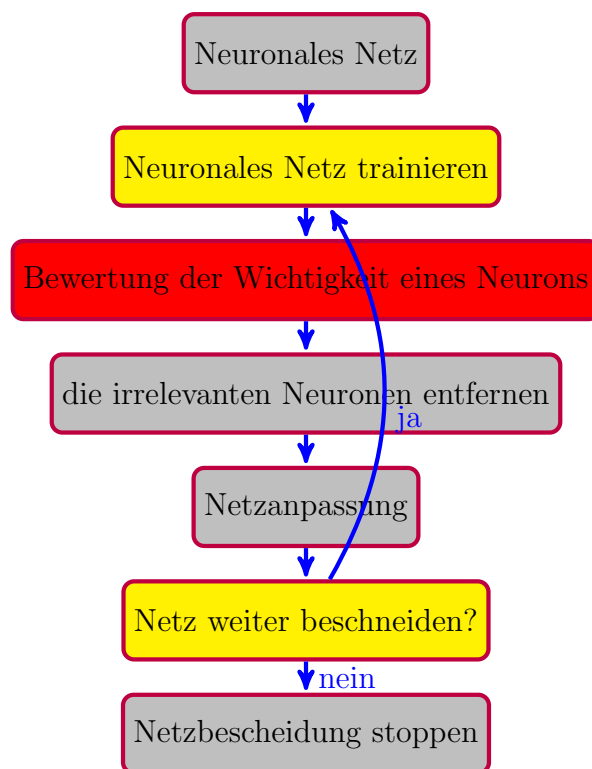 Neuronales Netz
Neuronales Netz trainieren
Bewertung der Wichtigkeit eines Neurons
die irrelevanten Neuronen entfernen
ja
Netzanpassung
Netz weiter beschneiden?
nein
Netzbescheidung stoppen